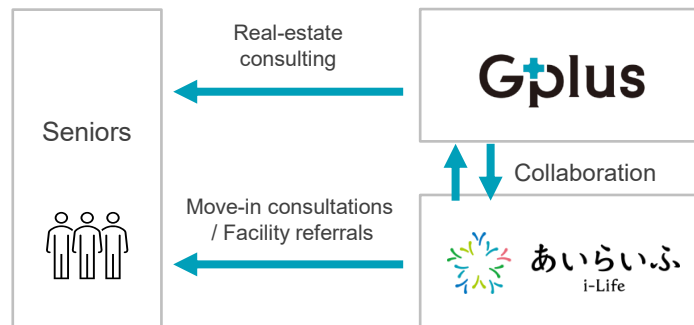 Real-estate
consulting
Gplus
Seniors
Collaboration
Move-in consultations
/ Facility referrals
あいらいふ
i-Life